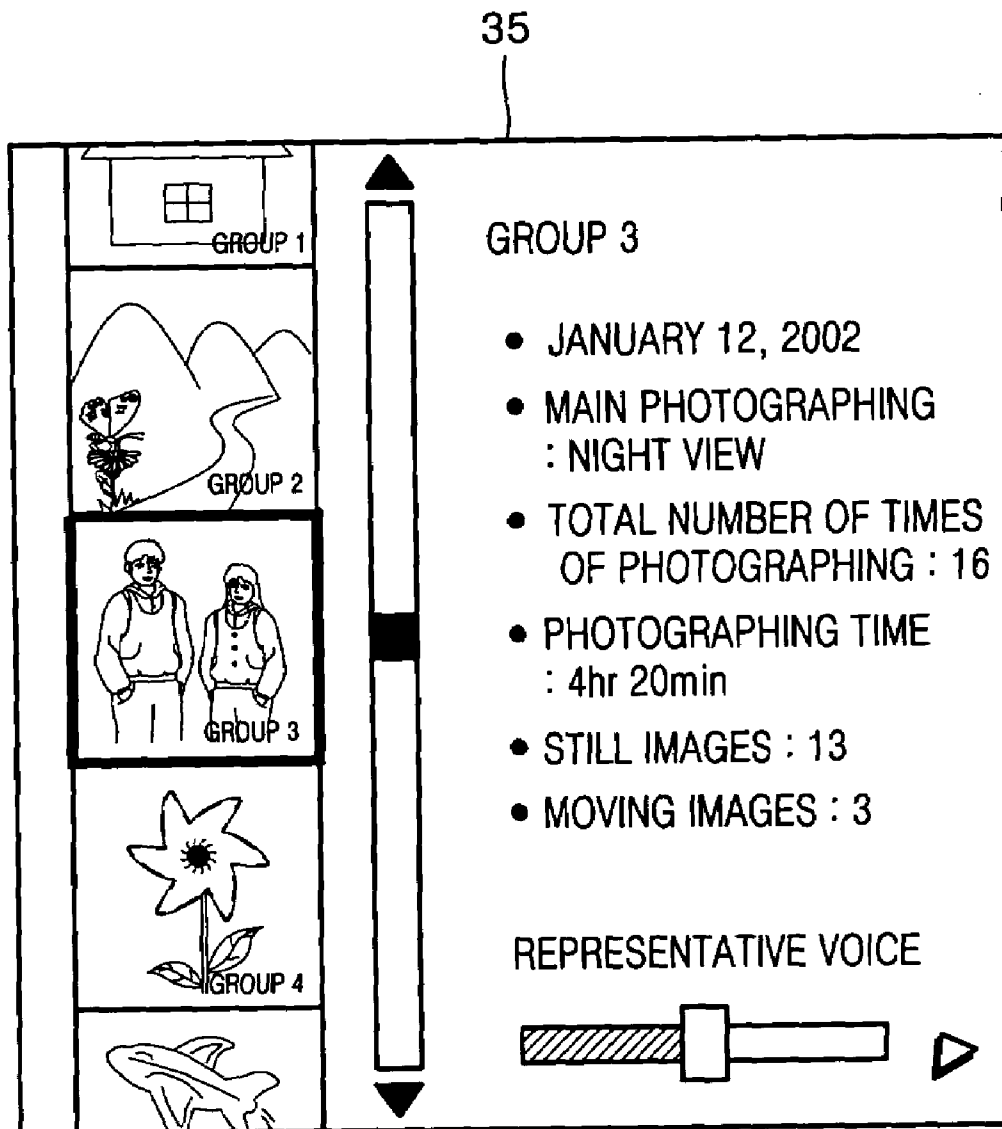 35
GROUP 1
GROUP 2
GROUP 3
GROUP 4
GROUP 3
• JANUARY 12, 2002
• MAIN PHOTOGRAPHING
: NIGHT VIEW
• TOTAL NUMBER OF TIMES
OF PHOTOGRAPHING : 16
• PHOTOGRAPHING TIME
: 4hr 20min
• STILL IMAGES : 13
• MOVING IMAGES : 3
REPRESENTATIVE VOICE